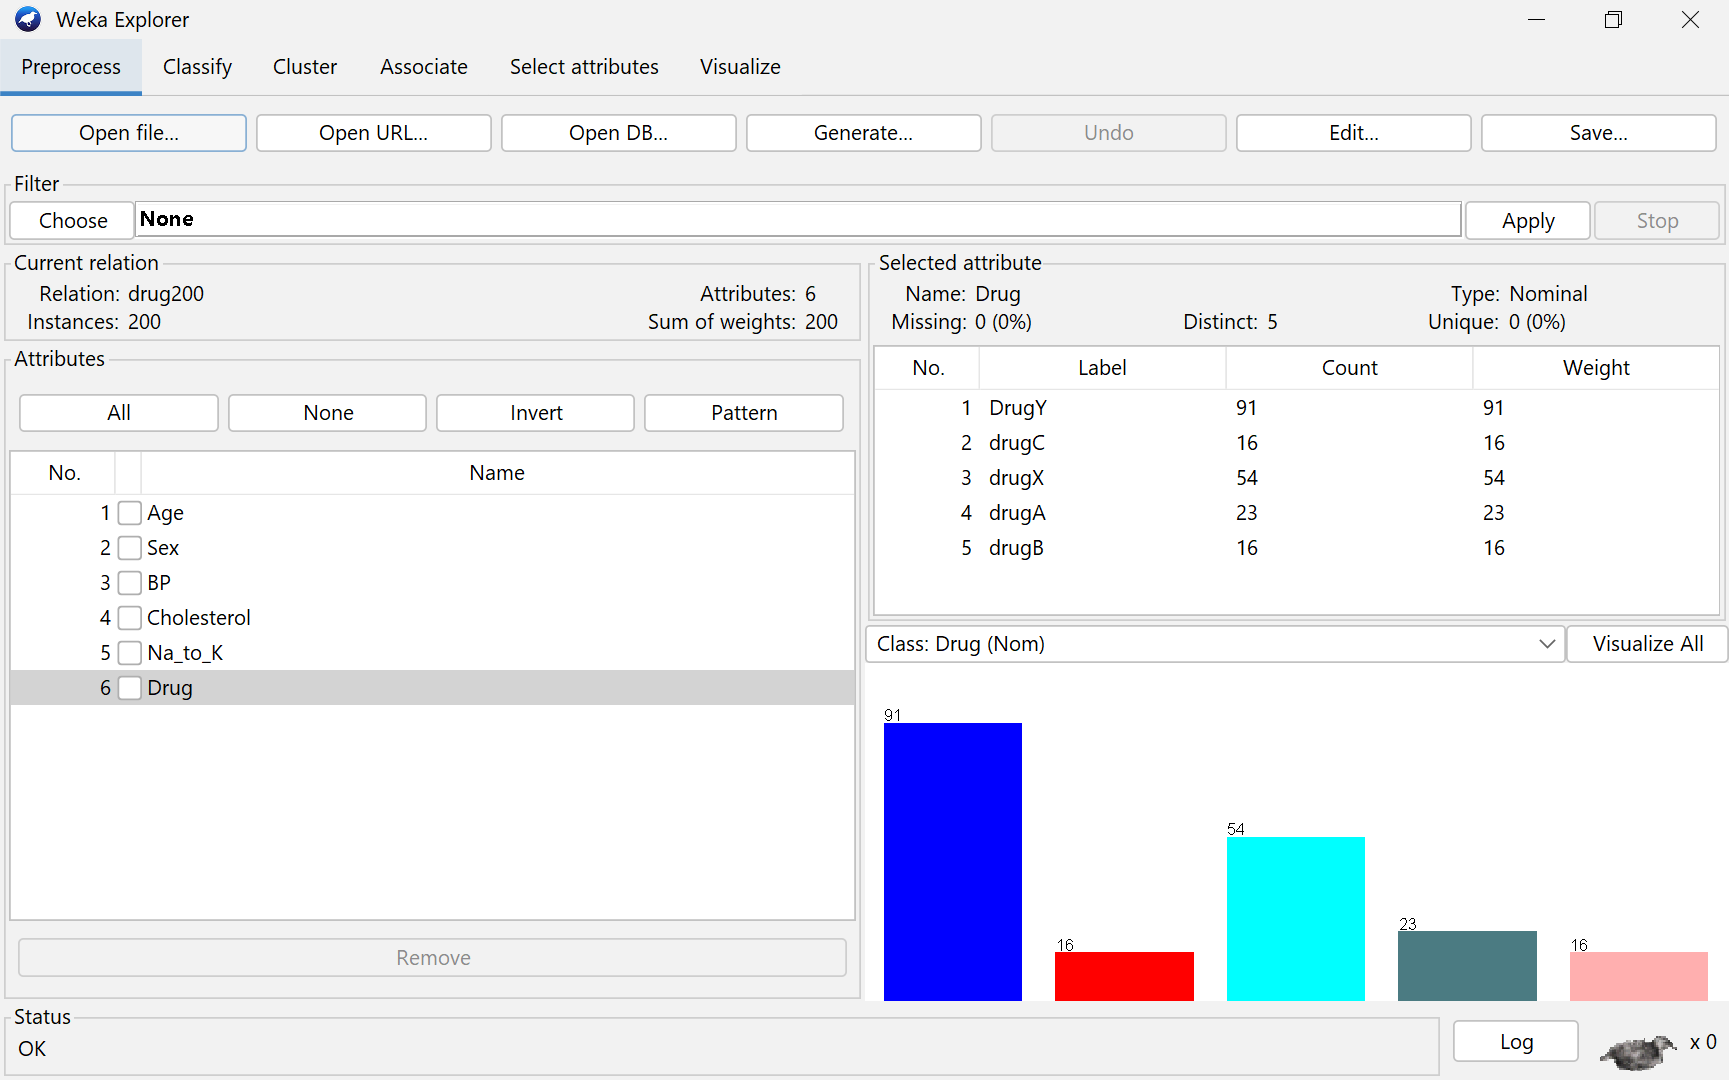 Weka Explorer
Preprocess Classify Cluster Associate Select attributes Visualize
Open file... Open URL... Open DB... Generate... Undo Edit... Save...
Filter
Choose None Apply Stop
Current relation
Relation: drug200 Attributes: 6
Instances: 200 Sum of weights: 200
Attributes
All None Invert Pattern
No. Name
1 Age
2 Sex
3 BP
4 Cholesterol
5 Na_to_K
6 Drug
Remove
Selected attribute
Name: Drug Type: Nominal
Missing: 0 (0%) Distinct: 5 Unique: 0 (0%)
No. Label Count Weight
1 DrugY 91 91
2 drugC 16 16
3 drugX 54 54
4 drugA 23 23
5 drugB 16 16
Class: Drug (Nom) Visualize All
91
16
54
23
16
Status
OK
Log x 0